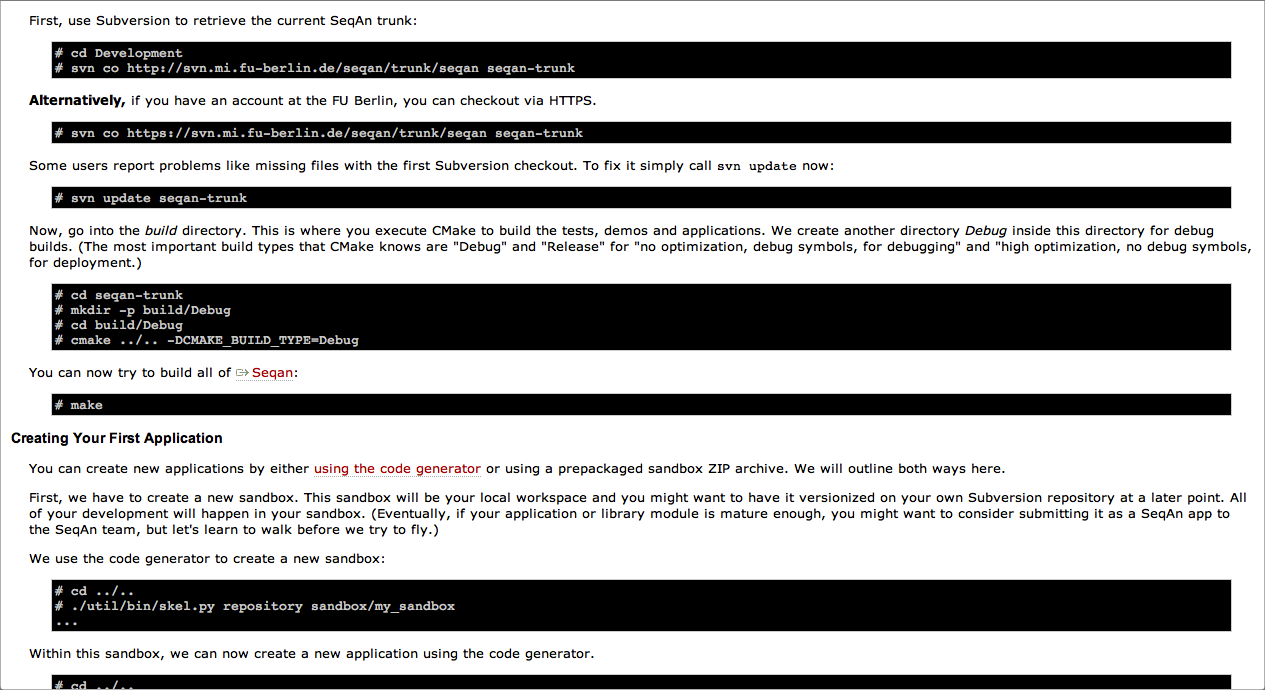 First, use Subversion to retrieve the current SeqAn trunk:
# cd Development
# svn co http://svn.mi.fu-berlin.de/seqan/trunk/seqan seqan-trunk
Alternatively, if you have an account at the FU Berlin, you can checkout via HTTPS.
# svn co https://svn.mi.fu-berlin.de/seqan/trunk/seqan seqan-trunk
Some users report problems like missing files with the first Subversion checkout. To fix it simply call svn update now:
# svn update seqan-trunk
Now, go into the build directory. This is where you execute CMake to build the tests, demos and applications. We create another directory Debug inside this directory for debug
builds. (The most important build types that CMake knows are "Debug" and "Release" for "no optimization, debug symbols, for debugging" and "high optimization, no debug symbols,
for deployment.)
# cd seqan-trunk
# mkdir -p build/Debug
# cd build/Debug
# cmake ../.. -DCMAKE_BUILD_TYPE=Debug
You can now try to build all of Seqan:
# make
Creating Your First Application
You can create new applications by either using the code generator or using a prepackaged sandbox ZIP archive. We will outline both ways here.
First, we have to create a new sandbox. This sandbox will be your local workspace and you might want to have it versionized on your own Subversion repository at a later point. All
of your development will happen in your sandbox. (Eventually, if your application or library module is mature enough, you might want to consider submitting it as a SeqAn app to
the SeqAn team, but let's learn to walk before we try to fly.)
We use the code generator to create a new sandbox:
# cd ../..
# ./util/bin/skel.py repository sandbox/my_sandbox
...
Within this sandbox, we can now create a new application using the code generator.
# cd ../..